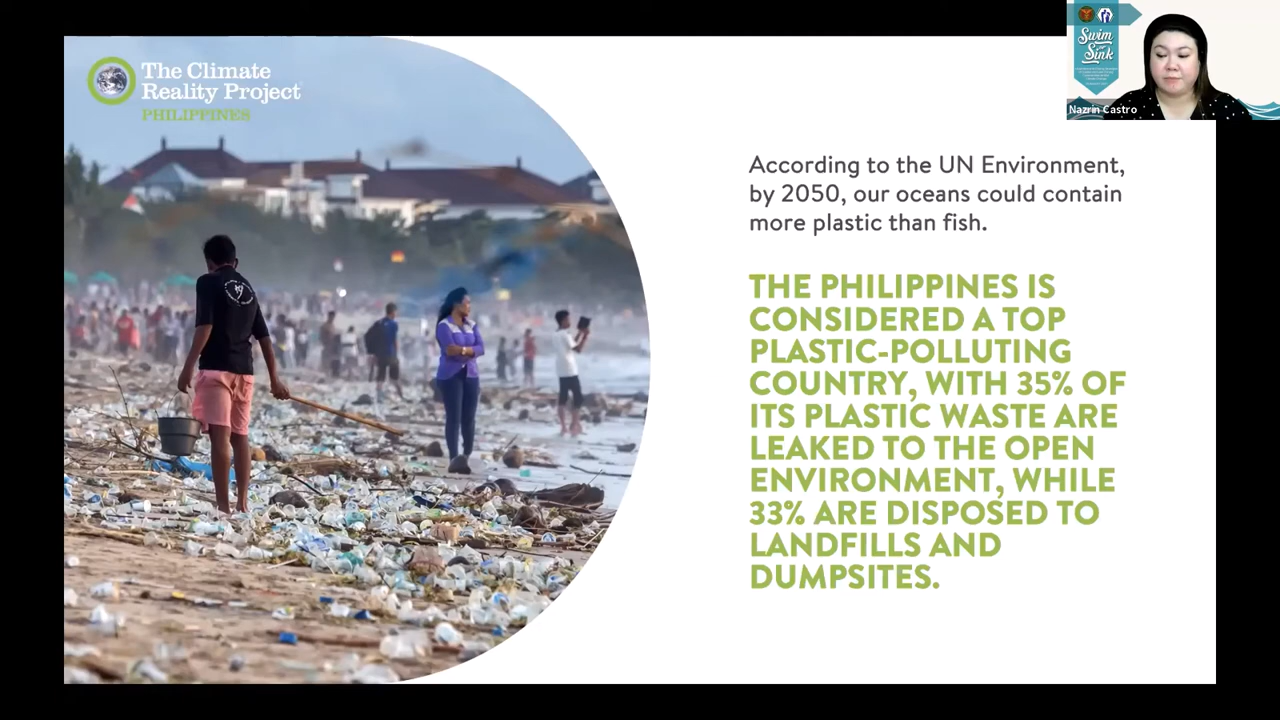 The Climate
Reality Project
PHILIPPINES
Swim
or
Sink
Nazrin Castro
According to the UN Environment,
by 2050, our oceans could contain
more plastic than fish.
THE PHILIPPINES IS
CONSIDERED A TOP
PLASTIC-POLLUTING
COUNTRY, WITH 35% OF
ITS PLASTIC WASTE ARE
LEAKED TO THE OPEN
ENVIRONMENT, WHILE
33% ARE DISPOSED TO
LANDFILLS AND
DUMPSITES.